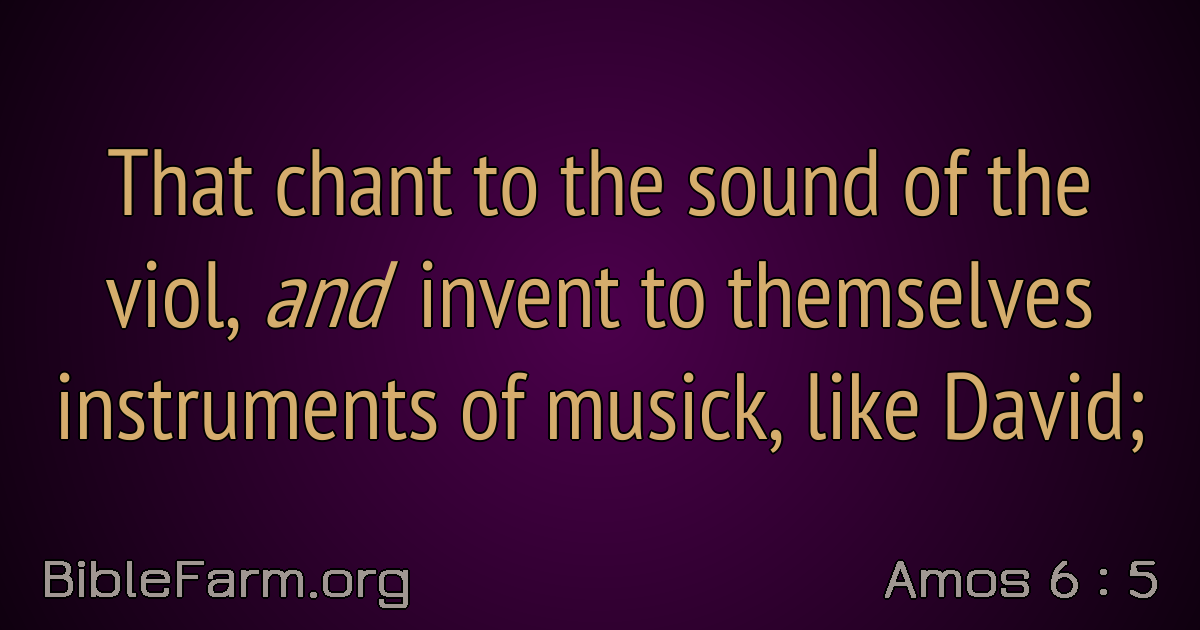 That chant to the sound of the
viol, and invent to themselves
instruments of musick, like David;
BibleFarm.org
Amos 6 : 5